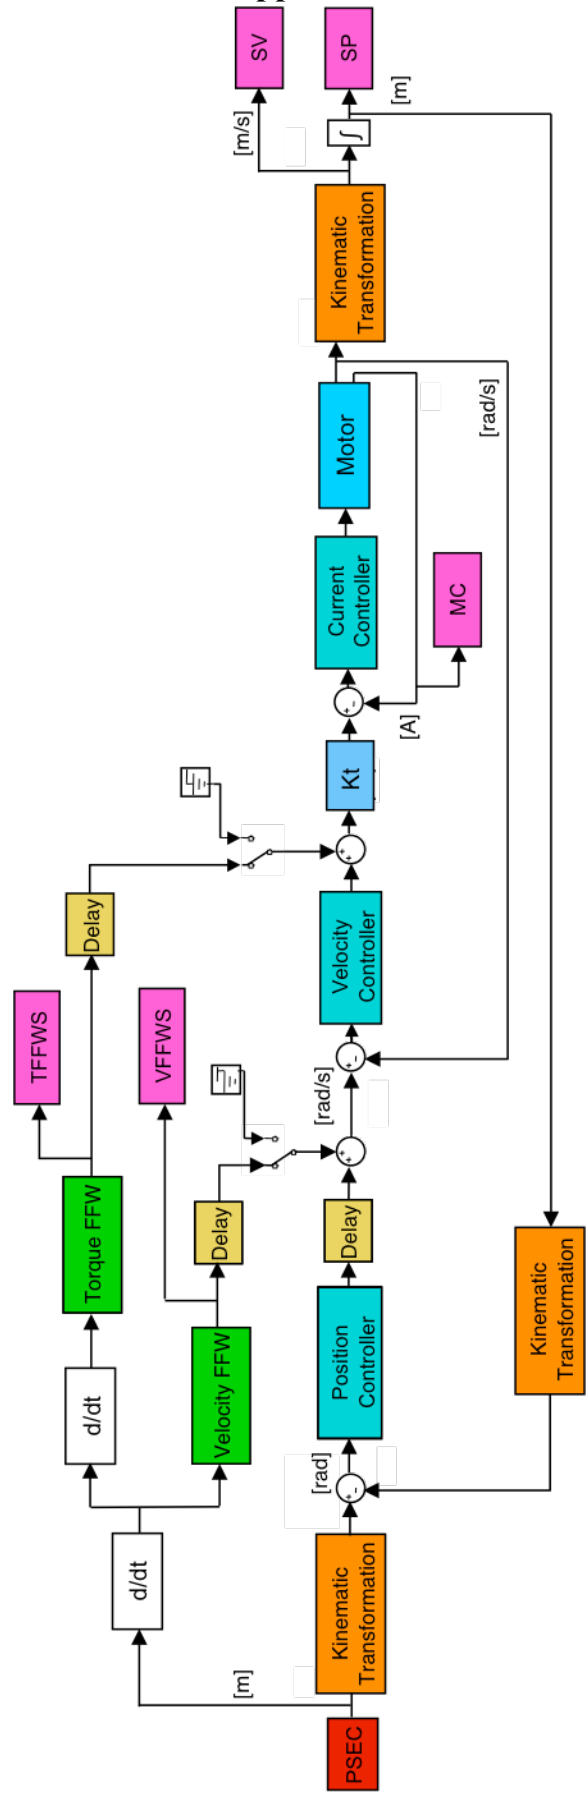 TFFWS
d/dt
Torque FFW
Delay
d/dt
VFFWS
Velocity FFW
Delay
[m]
[m/s]
SV
PSEC
Kinematic
Transformation
[rad]
+
-
Position
Controller
Delay
+
+
[rad/s]
+
-
Velocity
Controller
+
+
Kt
+
-
Current
Controller
Motor
Kinematic
Transformation
∫
SP
[m]
[A]
MC
[rad/s]
Kinematic
Transformation